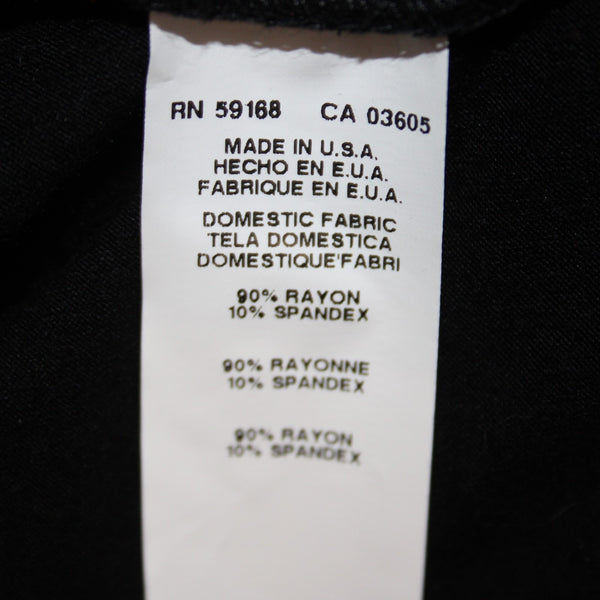 RN 59168 CA 03605
MADE IN U.S.A.
HECHO EN E.U.A.
FABRIQUE EN E.U.A.
DOMESTIC FABRIC
TELA DOMESTICA
DOMESTIQUE'FABRI
90% RAYON
10% SPANDEX
90% RAYONNE
10% SPANDEX
90% RAYON
10% SPANDEX